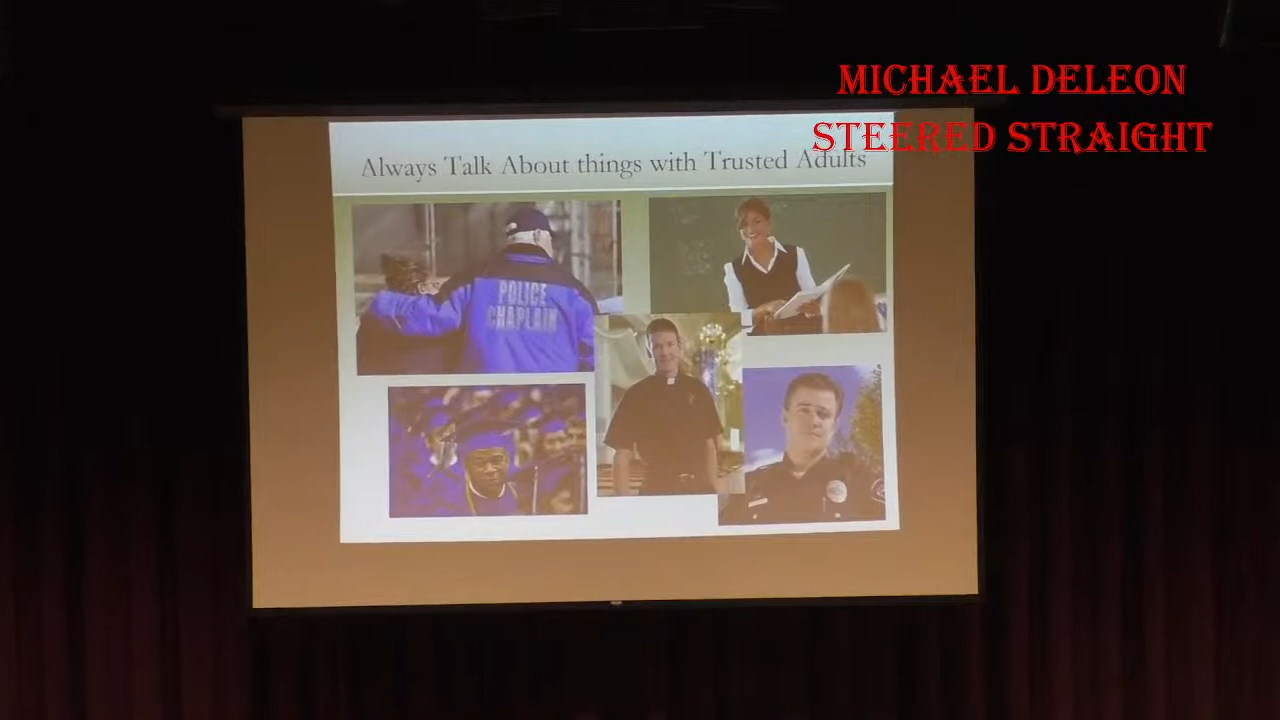 MICHAEL DELEON
STEERED STRAIGHT
Always Talk About things with Trusted Adults
POLICE
CHAPLAIN